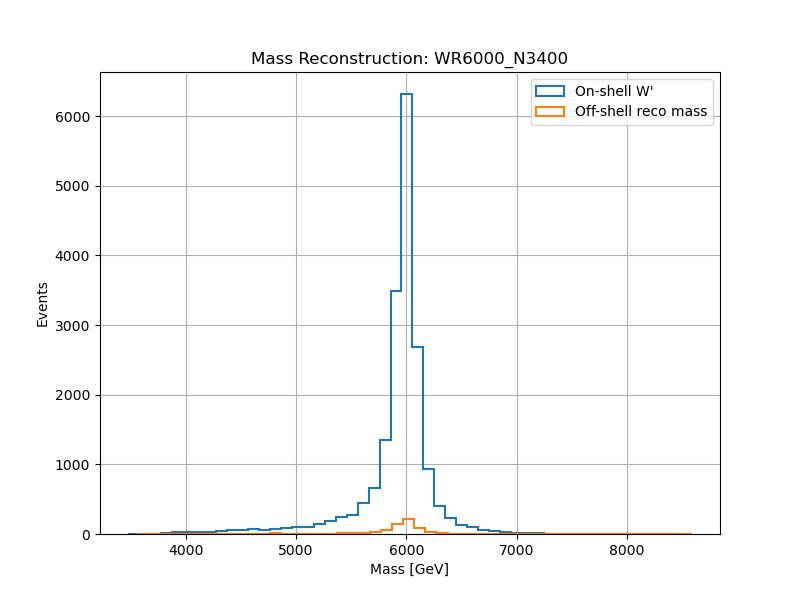 Mass Reconstruction: WR6000_N3400
On-shell W'
Off-shell reco mass
6000
5000
4000
3000
2000
1000
0
Events
4000 5000 6000 7000 8000
Mass [GeV]